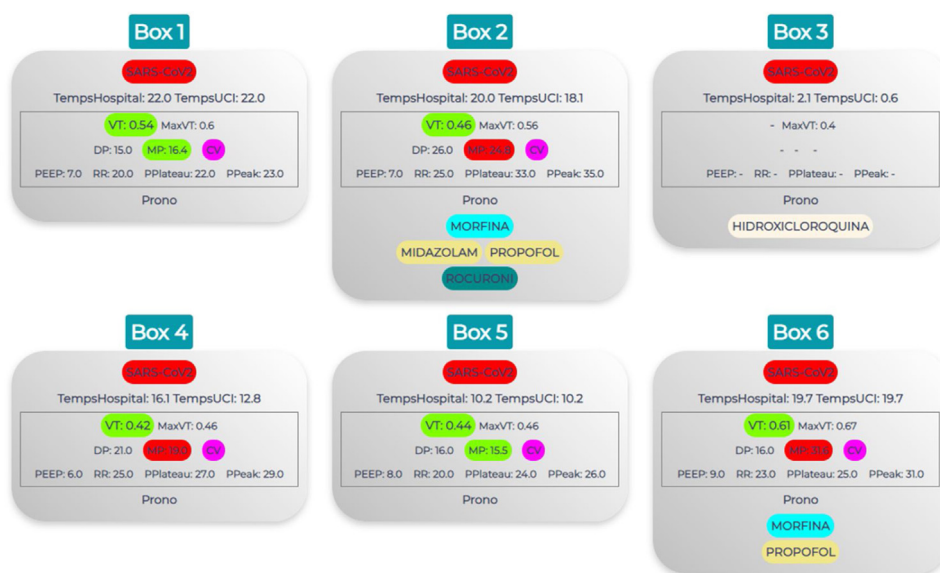 Box 1
SARS-CoV2
TempsHospital: 22.0 TempsUCI: 22.0
VT: 0.54 MaxVT: 0.6
DP: 15.0 MP: 16.4 CV
PEEP: 7.0 RR: 20.0 PPlateau: 22.0 PPeak: 23.0
Prono
Box 2
SARS-CoV2
TempsHospital: 20.0 TempsUCI: 18.1
VT: 0.46 MaxVT: 0.56
DP: 26.0 MP: CV
PEEP: 7.0 RR: 25.0 PPlateau: 33.0 PPeak: 35.0
Prono
MORFINA
MIDAZOLAM PROPOFOL
ROCURONI
Box 3
SARS-CoV2
TempsHospital: 2.1 TempsUCI: 0.6
- MaxVT: 0.4
- - -
PEEP: - RR: - PPlateau: - PPeak: -
Prono
HIDROXICLOROQUINA
Box 4
SARS-CoV2
TempsHospital: 16.1 TempsUCI: 12.8
VT: 0.42 MaxVT: 0.46
DP: 21.0 MP: 19.0 CV
PEEP: 6.0 RR: 25.0 PPlateau: 27.0 PPeak: 29.0
Prono
Box 5
SARS-CoV2
TempsHospital: 10.2 TempsUCI: 10.2
VT: 0.44 MaxVT: 0.46
DP: 16.0 MP: 15.5 CV
PEEP: 8.0 RR: 20.0 PPlateau: 24.0 PPeak: 26.0
Prono
Box 6
SARS-CoV2
TempsHospital: 19.7 TempsUCI: 19.7
VT: 0.61 MaxVT: 0.67
DP: 16.0 MP: CV
PEEP: 9.0 RR: 23.0 PPlateau: 25.0 PPeak: 31.0
Prono
MORFINA
PROPOFOL